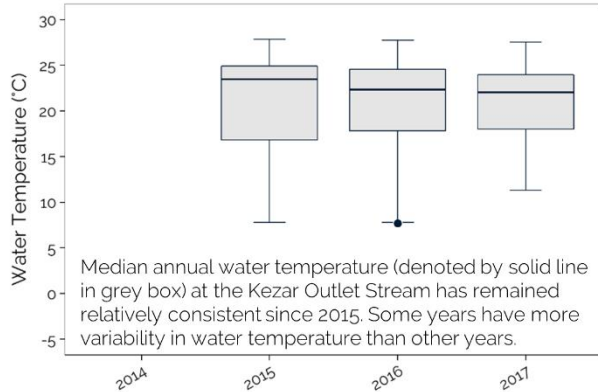 Water Temperature (°C)
30
25
20
15
10
5
0
-5
Median annual water temperature (denoted by solid line
in grey box) at the Kezar Outlet Stream has remained
relatively consistent since 2015. Some years have more
variability in water temperature than other years.
2014
2015
2016
2017